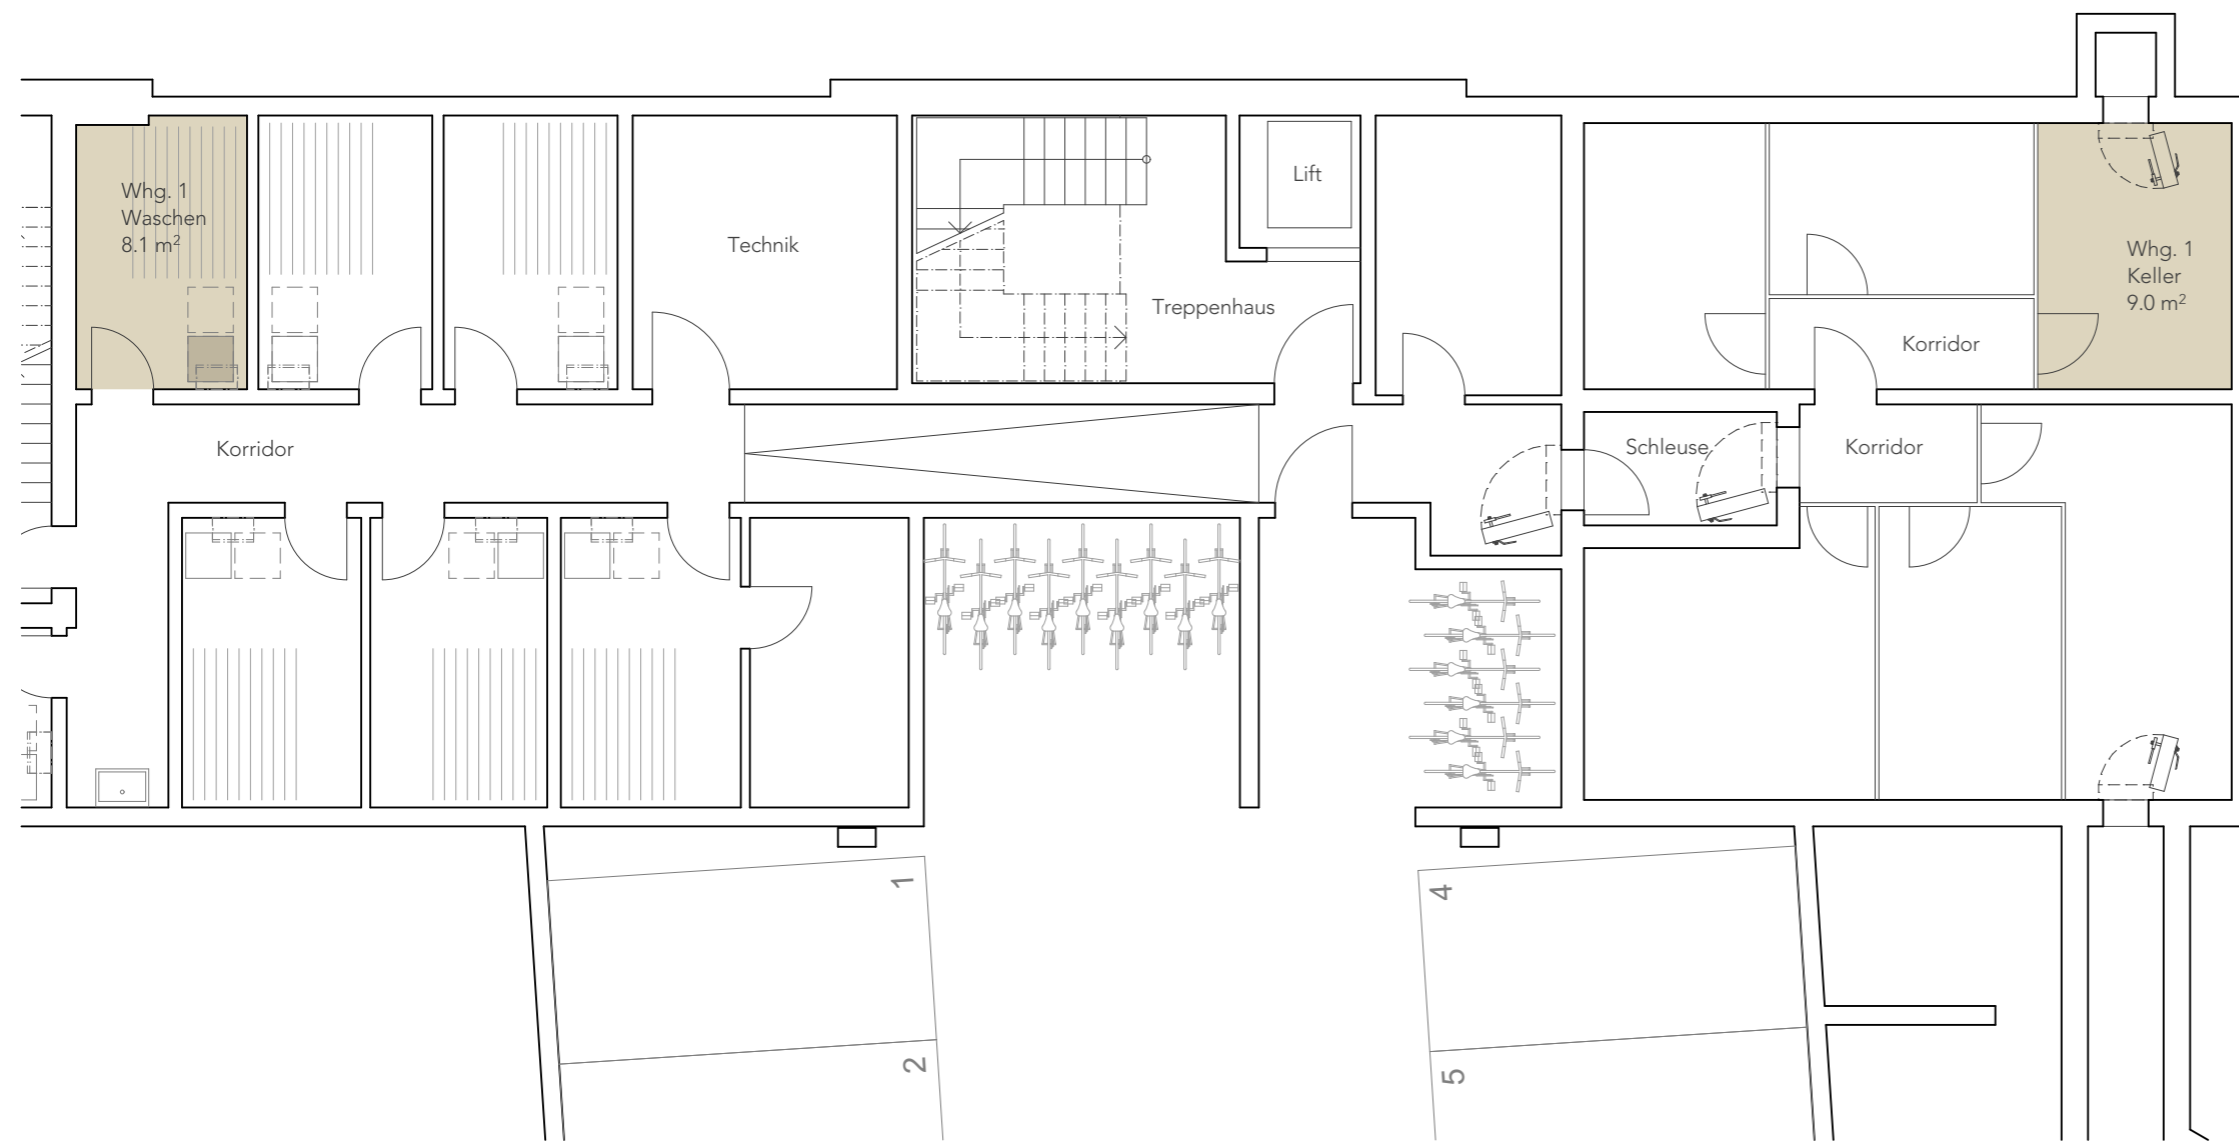 Whg. 1
Waschen
8.1 m²
Technik
Treppenhaus
Lift
Whg. 1
Keller
9.0 m²
Korridor
Korridor
Schleuse
Korridor
1
2
4
5